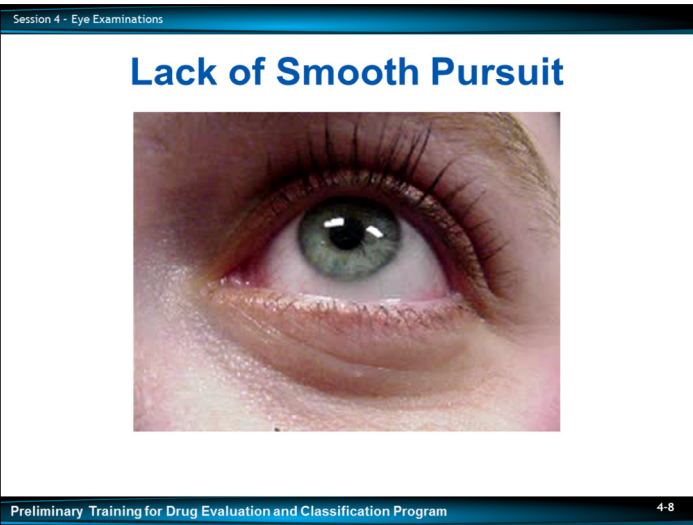 Session 4 - Eye Examinations
Lack of Smooth Pursuit
Preliminary Training for Drug Evaluation and Classification Program
4-8